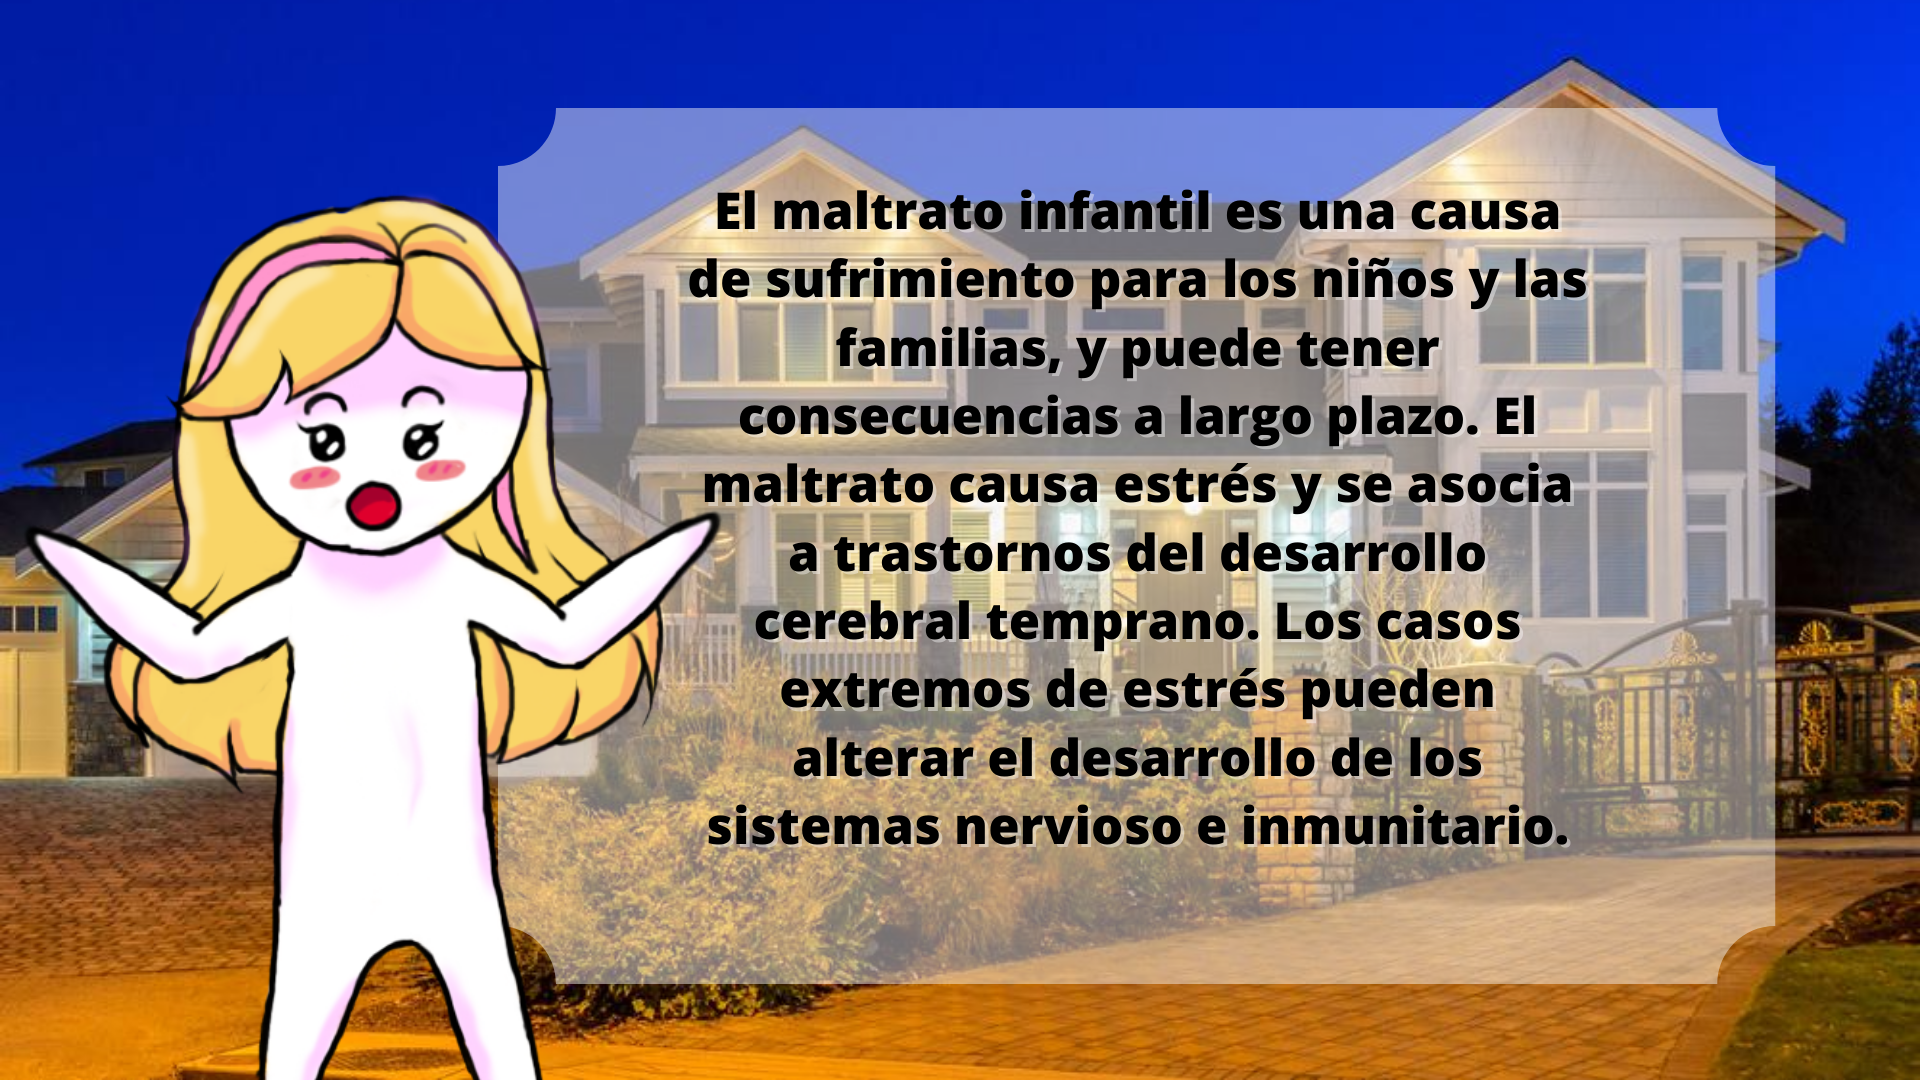 El maltrato infantil es una causa
de sufrimiento para los niños y las
familias, y puede tener
consecuencias a largo plazo. El
maltrato causa estrés y se asocia
a trastornos del desarrollo
cerebral temprano. Los casos
extremos de estrés pueden
alterar el desarrollo de los
sistemas nervioso e inmunitario.